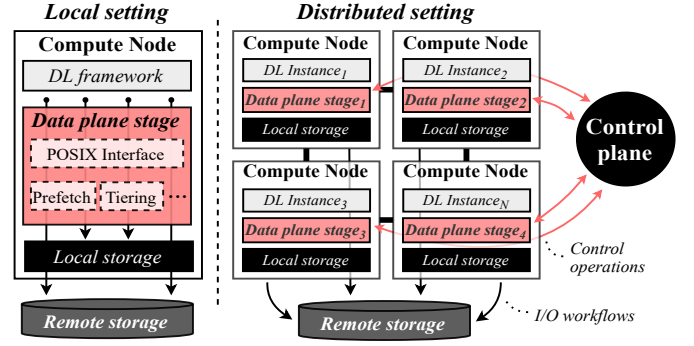 Local setting
Compute Node
DL framework
Data plane stage
POSIX Interface
Prefetch
Tiering
...
Local storage
Remote storage
Distributed setting
Compute Node
DL Instance1
Data plane stage1
Local storage
Compute Node
DL Instance2
Data plane stage2
Local storage
Compute Node
DL Instance3
Data plane stage3
Local storage
Compute Node
DL InstanceN
Data plane stage4
Local storage
Control
plane
Control
operations
I/O workflows
Remote storage